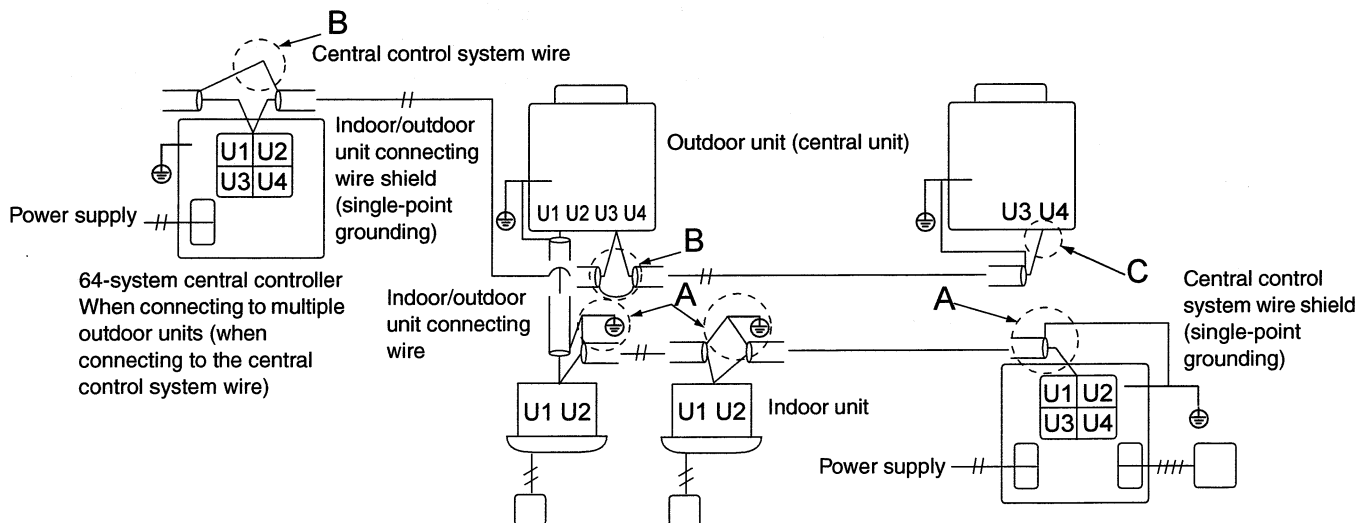 B
Central control system wire
Indoor/outdoor
unit connecting
wire shield
(single-point
grounding)
U1 U2
U3 U4
Power supply
64-system central controller
When connecting to multiple
outdoor units (when
connecting to the central
control system wire)
Outdoor unit (central unit)
U1 U2 U3 U4
B
Indoor/outdoor
unit connecting
wire
A
U3 U4
C
Central control
system wire shield
(single-point
grounding)
A
U1 U2
U1 U2
Indoor unit
U1 U2
U3 U4
Power supply